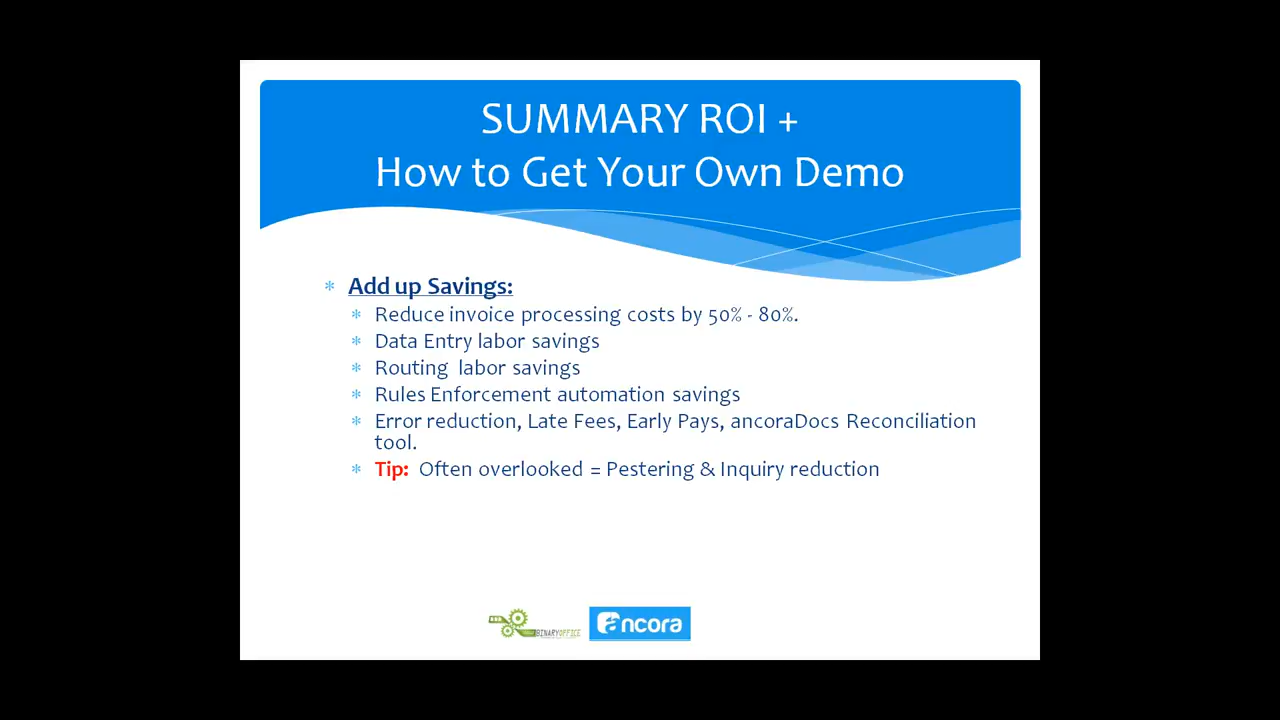 SUMMARY ROI +
How to Get Your Own Demo
Add up Savings:
Reduce invoice processing costs by 50% - 80%.
Data Entry labor savings
Routing  labor savings
Rules Enforcement automation savings
Error reduction, Late Fees, Early Pays, ancoraDocs Reconciliation
tool.
Tip:  Often overlooked = Pestering & Inquiry reduction
BINARYOFFICE
ancora